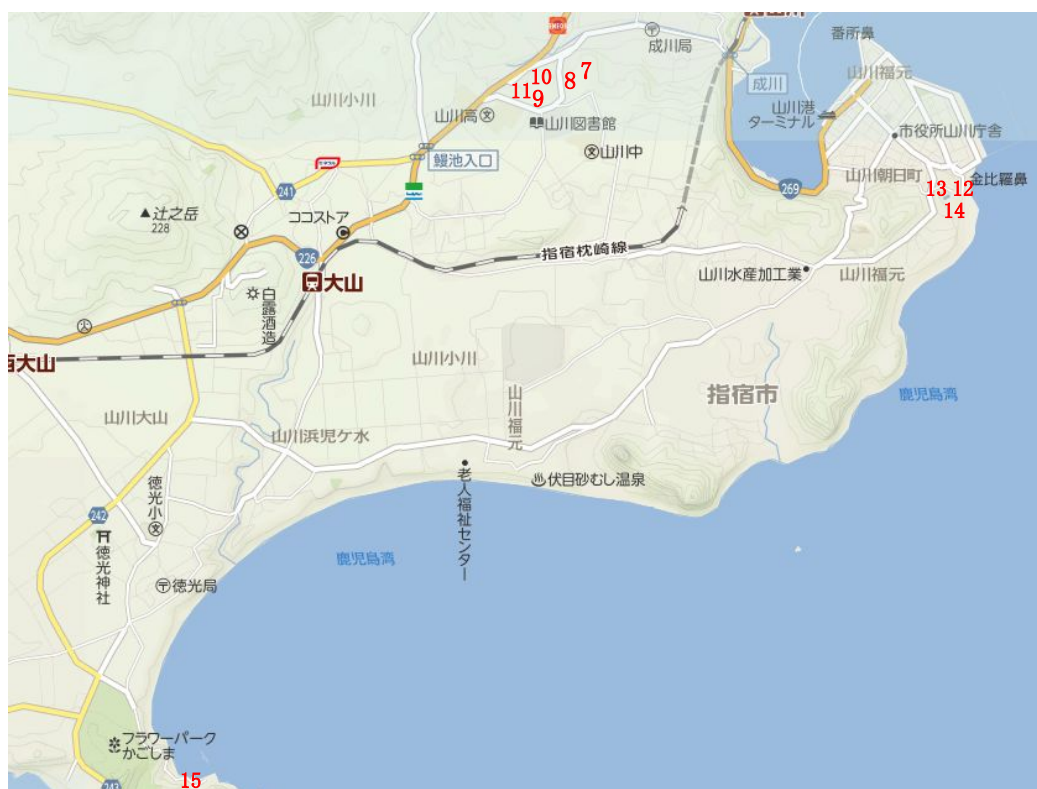 番所鼻
成川局
山川福元
成川
山川港
ターミナル
7
10
8
11
9
山川小川
山川高
山川図書館
市役所山川庁舎
山川中
鰻池入口
241
269
山川朝日町
金比羅鼻
13
12
14
辻之岳
228
ココストア
226
大山
指宿枕崎線
山川水産加工業
山川福元
白露酒造
西大山
山川小川
山川福元
指宿市
鹿児島湾
山川大山
山川浜児ケ水
老人福祉センター
伏目砂むし温泉
徳光小
242
徳光神社
鹿児島湾
徳光局
フラワーパーク
かごしま
15
243